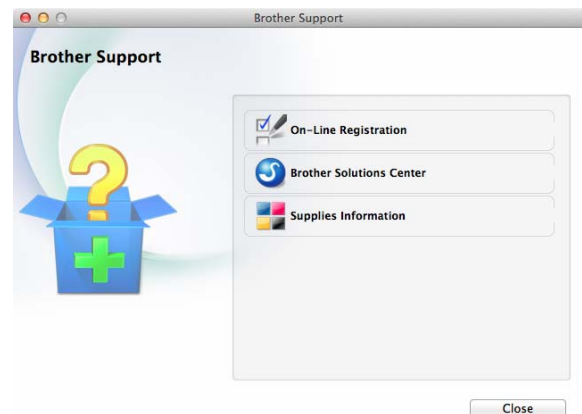 Brother Support
Brother Support
On-Line Registration
Brother Solutions Center
Supplies Information
Close